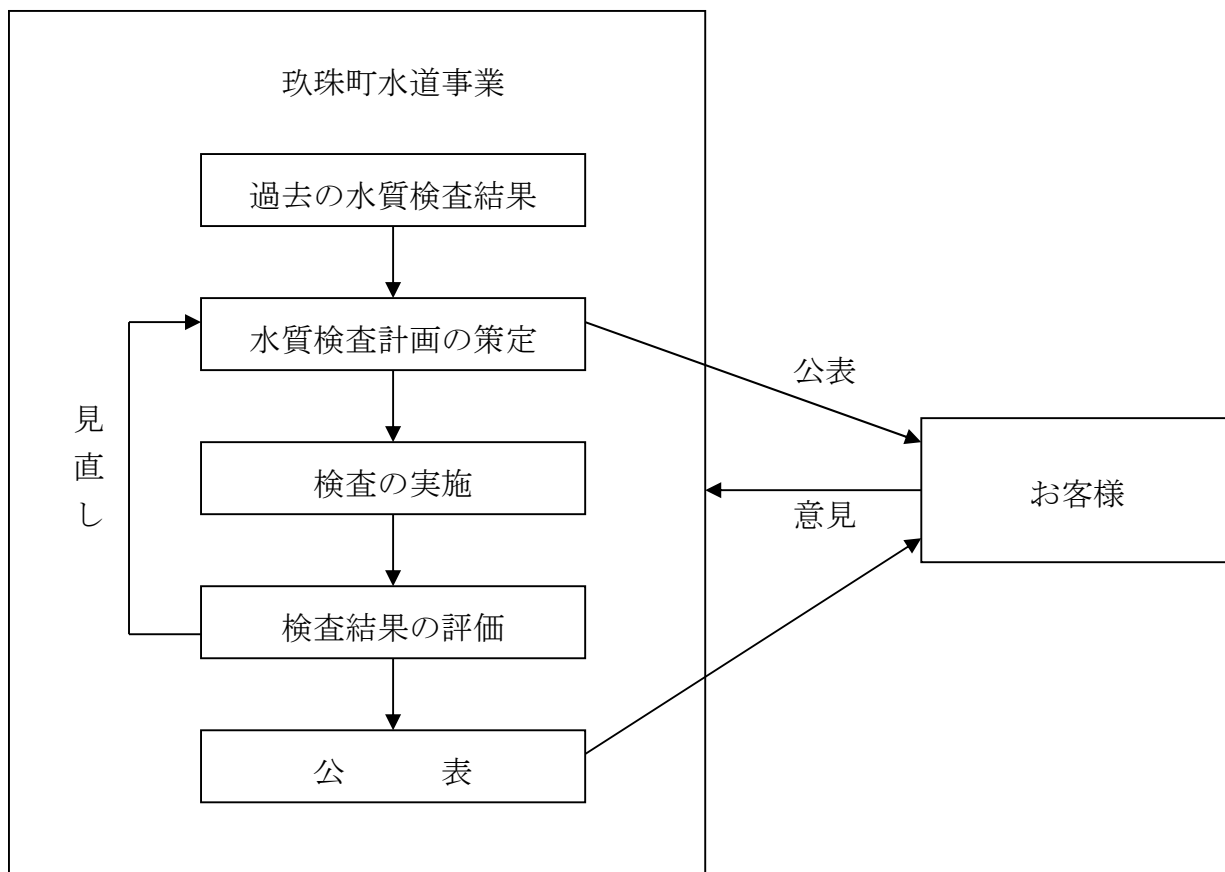 玖珠町水道事業
過去の水質検査結果
水質検査計画の策定
公表
見直し
検査の実施
お客様
意見
検査結果の評価
公　　　表